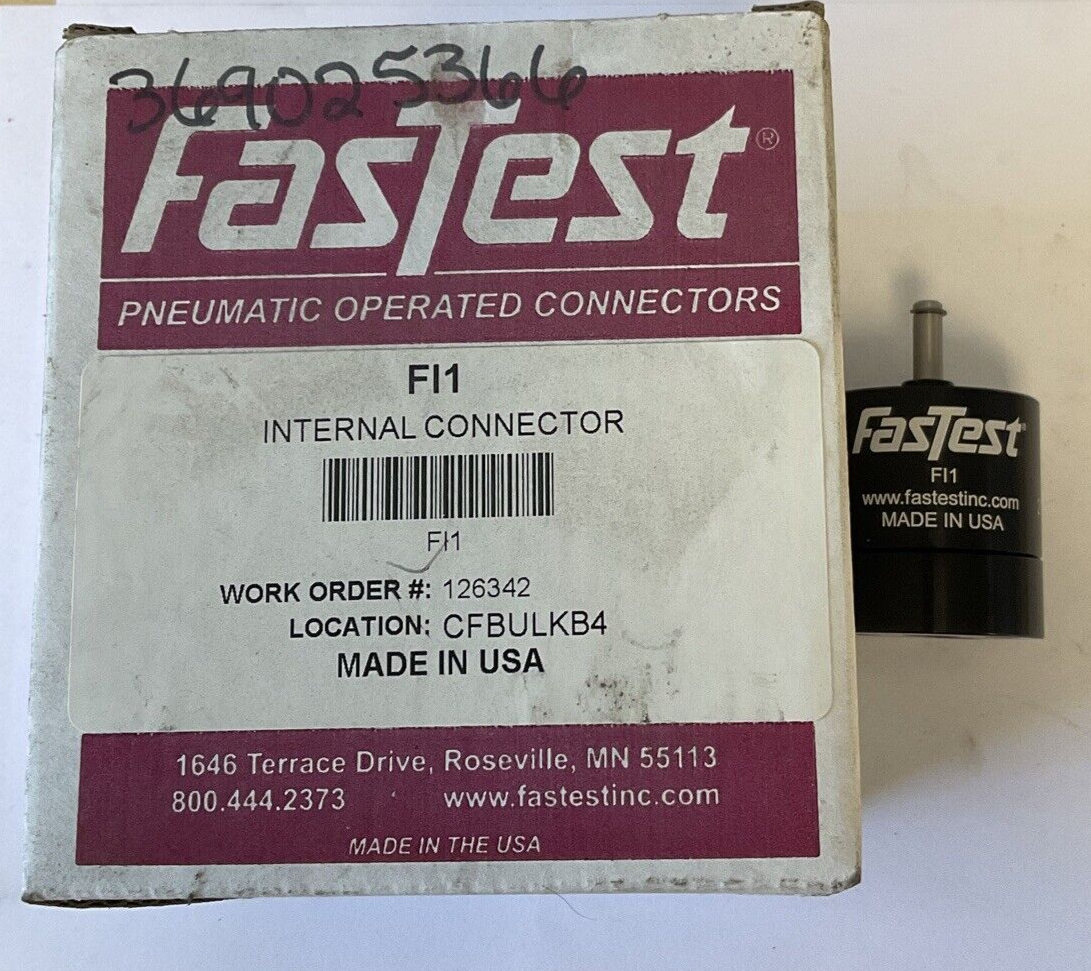 369025366
FasTest®
PNEUMATIC OPERATED CONNECTORS
FI1
INTERNAL CONNECTOR
FI1
WORK ORDER #: 126342
LOCATION: CFBULKB4
MADE IN USA
1646 Terrace Drive, Roseville, MN 55113
800.444.2373 www.fastestinc.com
MADE IN THE USA
FasTest
FI1
www.fastestinc.com
MADE IN USA